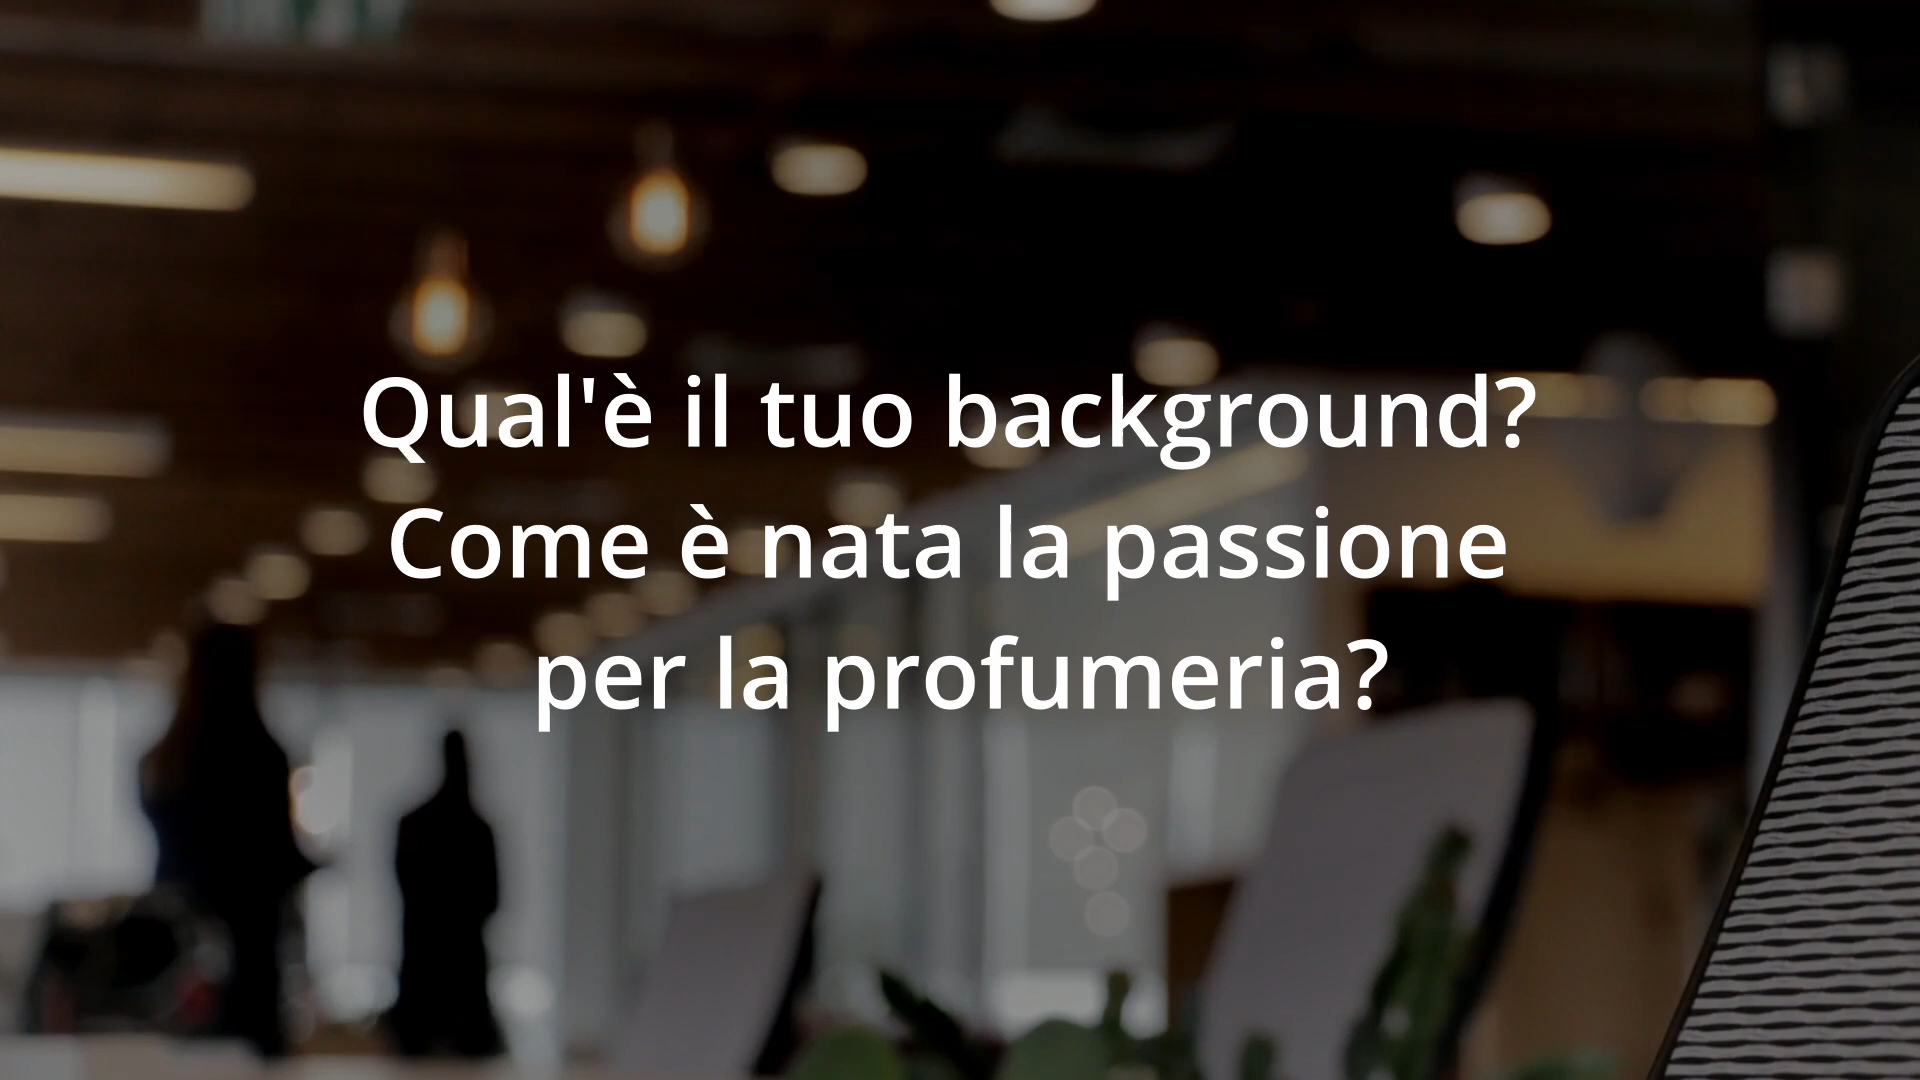 Qual'è il tuo background?
Come è nata la passione
per la profumeria?